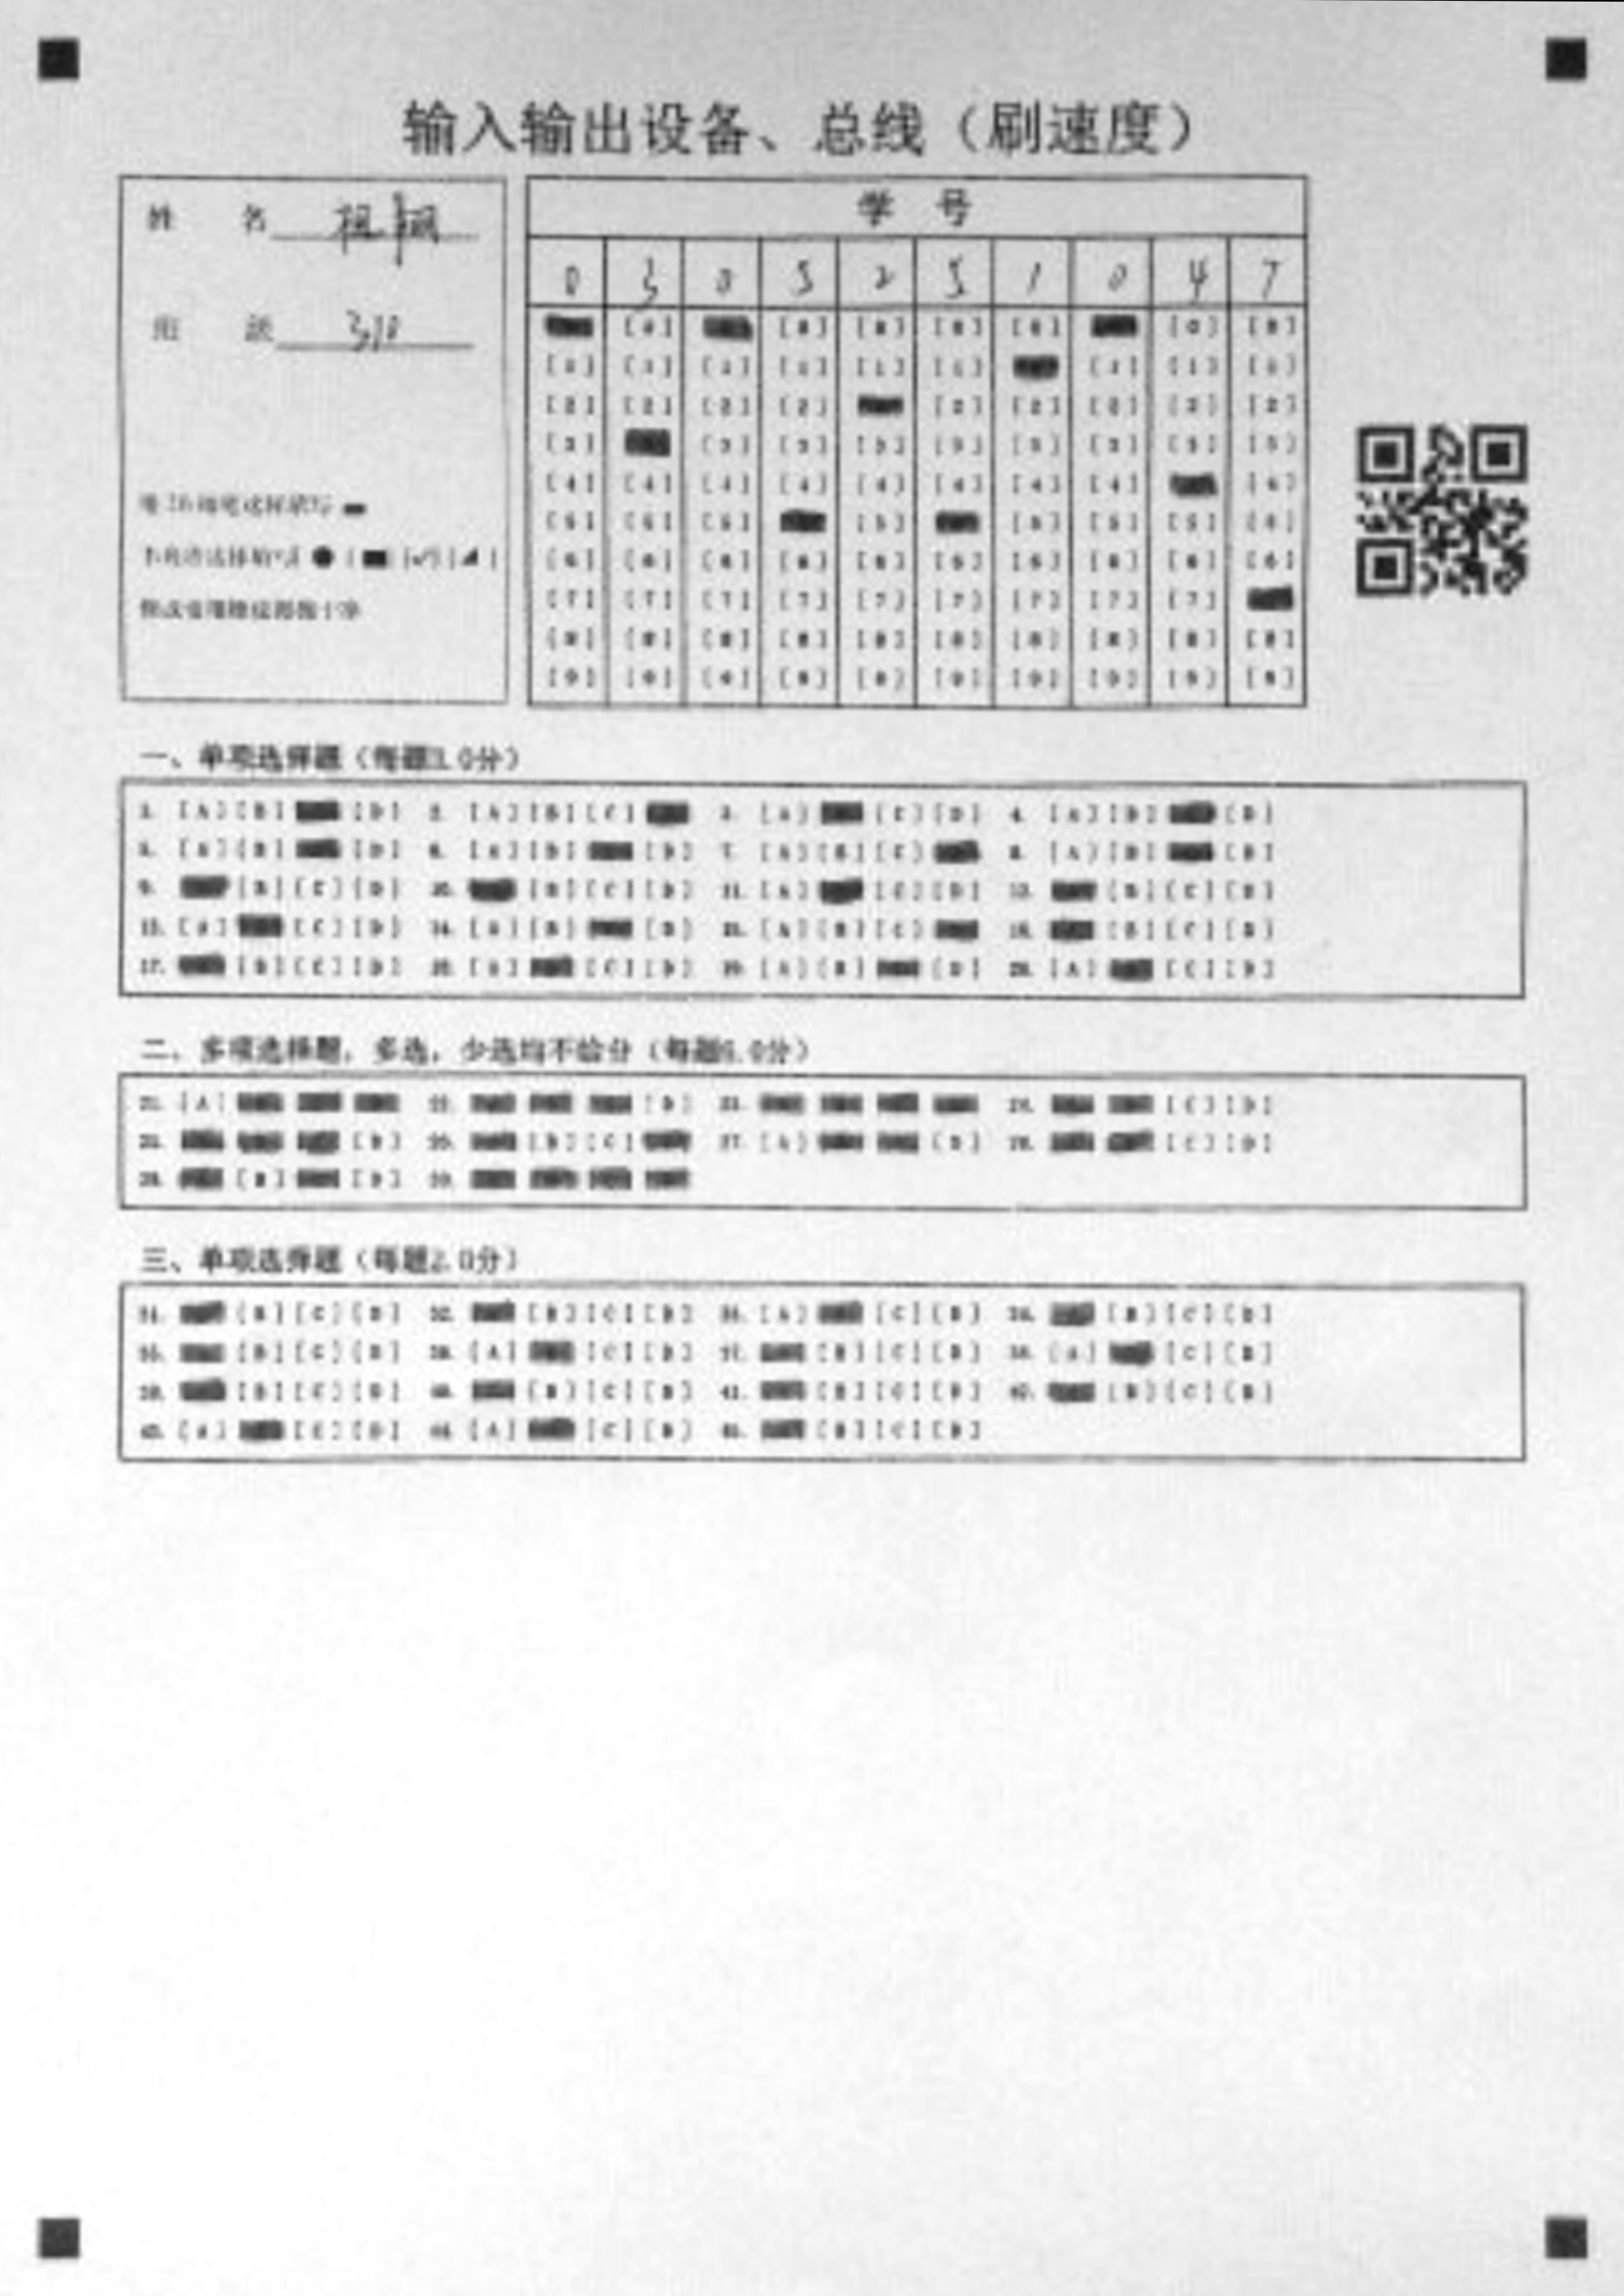 输入输出设备、总线（刷速度）
姓 名
班 级 310
学 号
0 3 0 5 2 5 1 0 4 7
[0] [0] [0] [0] [0] [0] [0]
[1] [1] [1] [1] [1] [1] [1] [1] [1]
[2] [2] [2] [2] [2] [2] [2] [2] [2]
[3] [3] [3] [3] [3] [3] [3] [3] [3]
[4] [4] [4] [4] [4] [4] [4] [4] [4]
[5] [5] [5] [5] [5] [5] [5] [5]
[6] [6] [6] [6] [6] [6] [6] [6] [6] [6]
[7] [7] [7] [7] [7] [7] [7] [7] [7]
[8] [8] [8] [8] [8] [8] [8] [8] [8] [8]
[9] [9] [9] [9] [9] [9] [9] [9] [9] [9]
一、单项选择题（每题3.0分）
1. [A] [B] [D] 2. [A] [B] [C] 3. [A] [C] [D] 4. [A] [B] [D]
5. [A] [B] [D] 6. [A] [B] [D] 7. [A] [B] [C] 8. [A] [B] [D]
9. [B] [C] [D] 10. [B] [C] [D] 11. [A] [C] [D] 12. [B] [C] [D]
13. [A] [C] [D] 14. [A] [B] [D] 15. [A] [B] [C] 16. [B] [C] [D]
17. [B] [C] [D] 18. [A] [C] [D] 19. [A] [B] [D] 20. [A] [C] [D]
二、多项选择题，多选，少选均不给分（每题6.0分）
21. [A] 22. [D] 23. 24. [C] [D]
25. [D] 26. [B] [C] 27. [A] [D] 28. [C] [D]
29. [B] [D] 30.
三、单项选择题（每题2.0分）
31. [B] [C] [D] 32. [B] [C] [D] 33. [A] [C] [D] 34. [B] [C] [D]
35. [B] [C] [D] 36. [A] [C] [D] 37. [B] [C] [D] 38. [A] [C] [D]
39. [B] [C] [D] 40. [B] [C] [D] 41. [B] [C] [D] 42. [B] [C] [D]
43. [A] [C] [D] 44. [A] [C] [D] 45. [B] [C] [D]